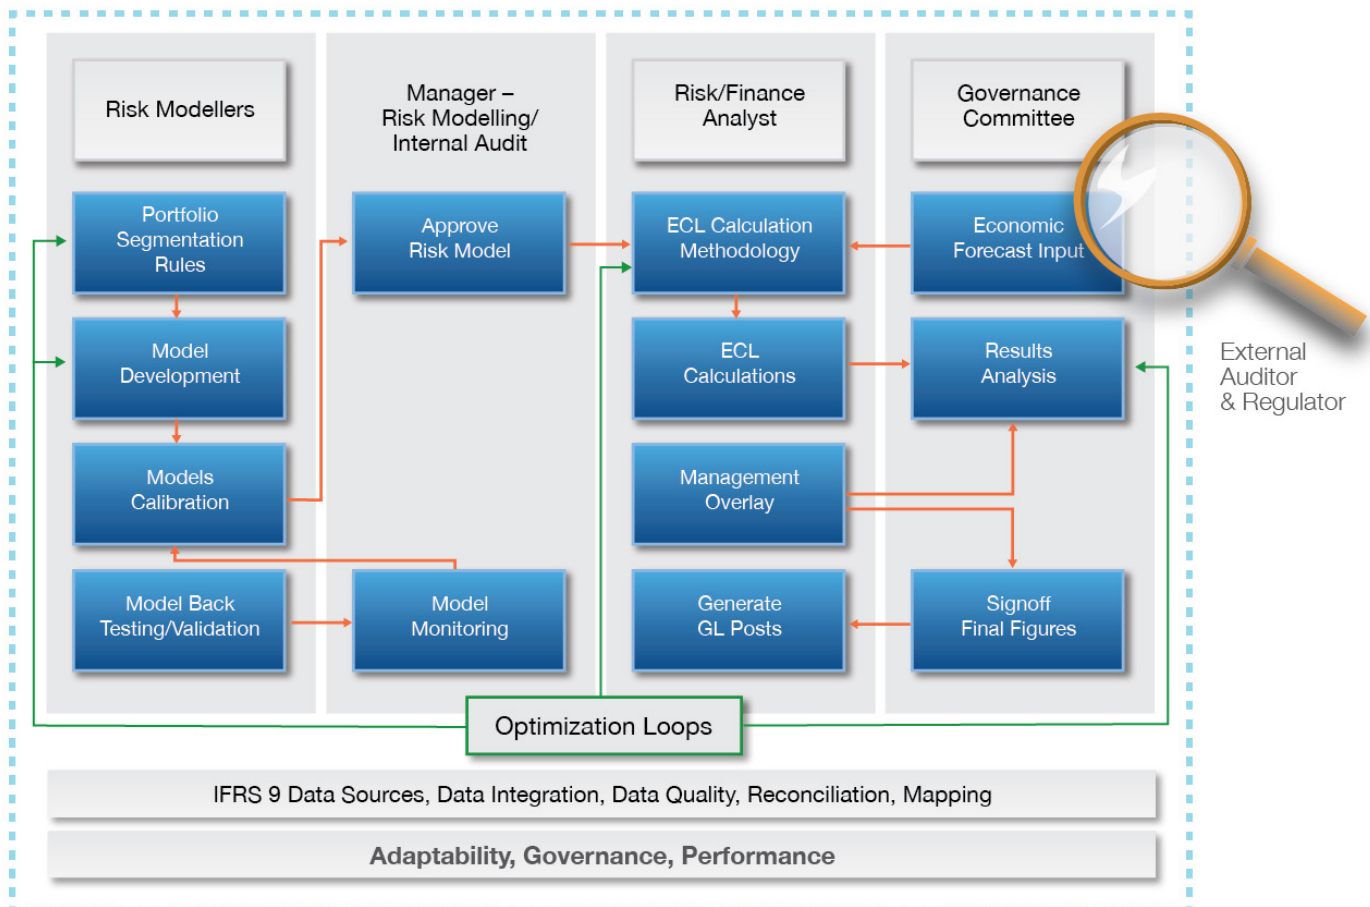 Risk Modellers
Manager –
Risk Modelling/
Internal Audit
Risk/Finance
Analyst
Governance
Committee
Portfolio
Segmentation
Rules
Approve
Risk Model
ECL Calculation
Methodology
Economic
Forecast Input
Model
Development
ECL
Calculations
Results
Analysis
External
Auditor
& Regulator
Models
Calibration
Management
Overlay
Model Back
Testing/Validation
Model
Monitoring
Generate
GL Posts
Signoff
Final Figures
Optimization Loops
IFRS 9 Data Sources, Data Integration, Data Quality, Reconciliation, Mapping
Adaptability, Governance, Performance